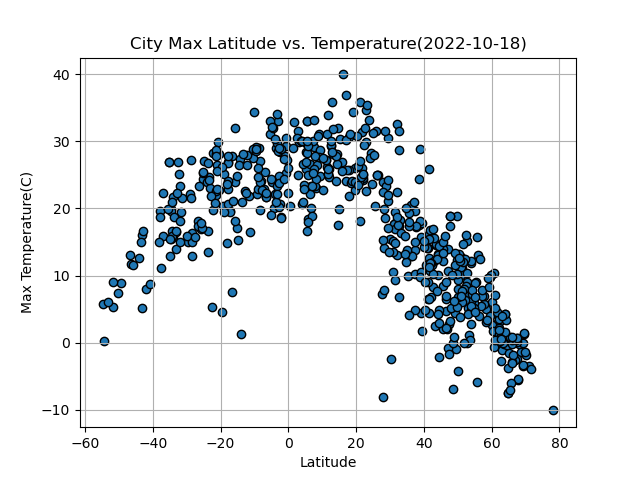 City Max Latitude vs. Temperature(2022-10-18)
Max Temperature(C)
40
30
20
10
0
−10
−60 −40 −20 0 20 40 60 80
Latitude